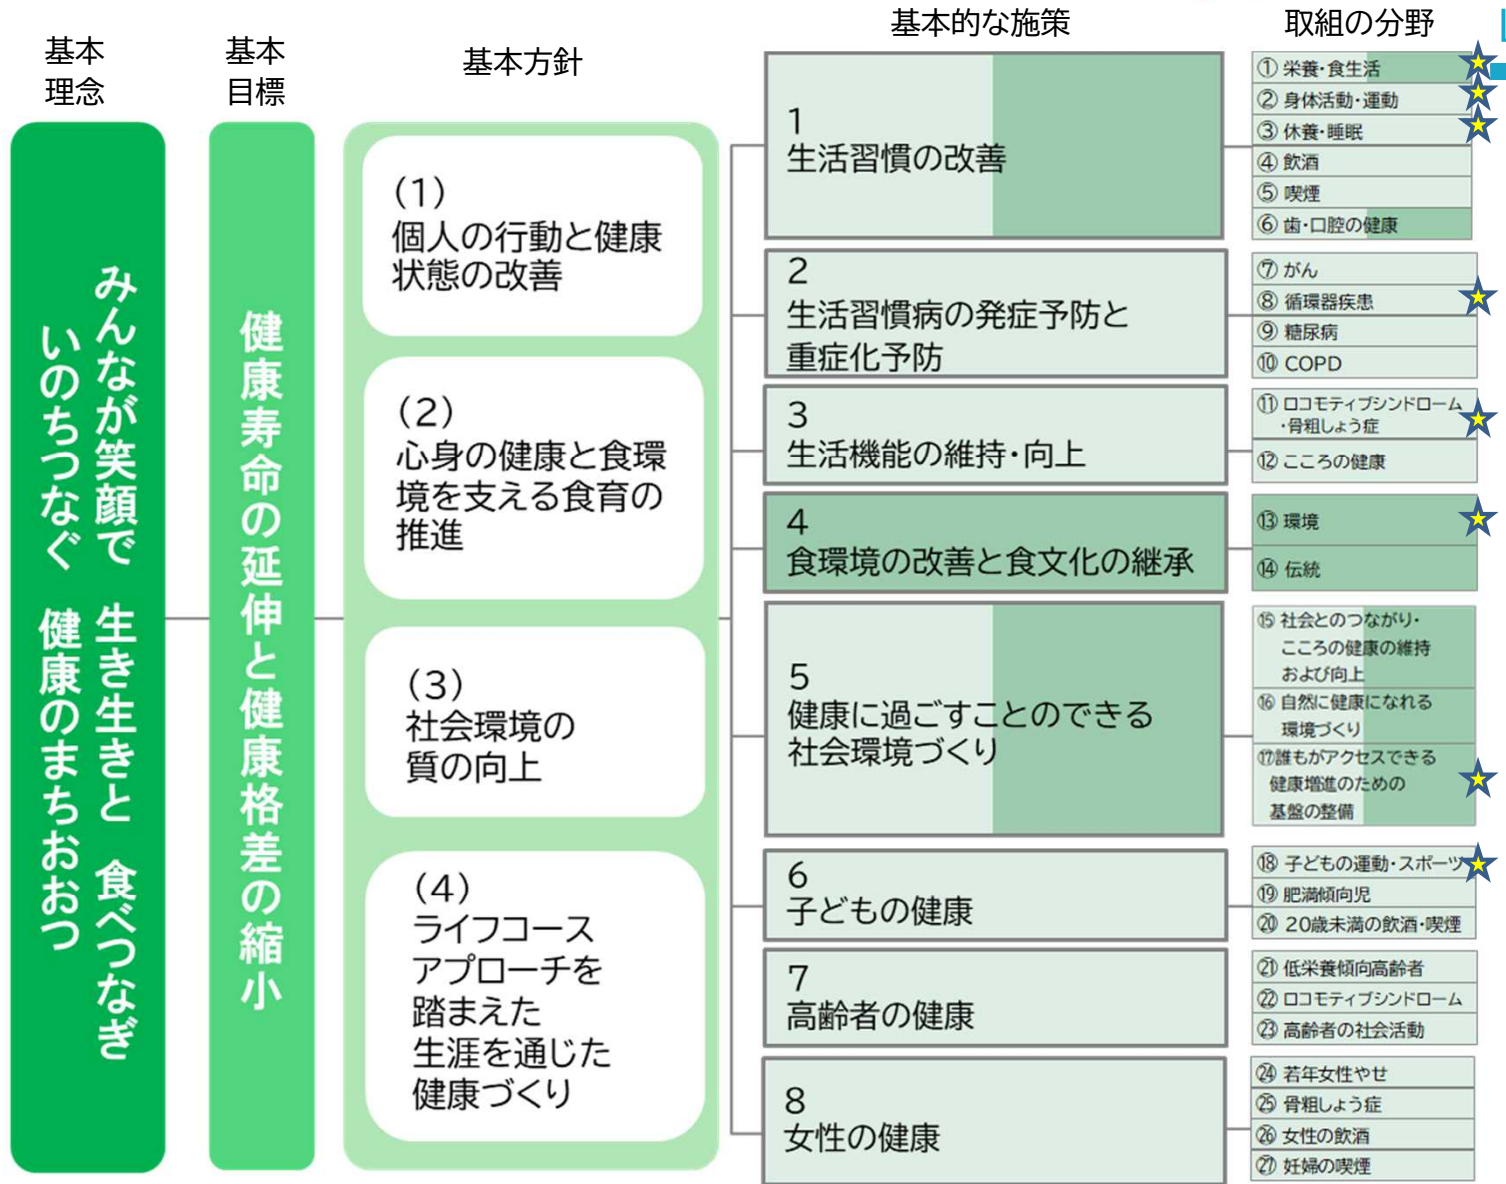 基本
理念
基本
目標
基本方針
基本的な施策
取組の分野
みんなが笑顔で 生き生きと 食べつなぎ
いのちつなぐ 健康のまちおおつ
健康寿命の延伸と健康格差の縮小
(1)
個人の行動と健康
状態の改善
(2)
心身の健康と食環
境を支える食育の
推進
(3)
社会環境の
質の向上
(4)
ライフコース
アプローチを
踏まえた
生涯を通じた
健康づくり
1
生活習慣の改善
① 栄養・食生活
② 身体活動・運動
③ 休養・睡眠
④ 飲酒
⑤ 喫煙
⑥ 歯・口腔の健康
2
生活習慣病の発症予防と
重症化予防
⑦ がん
⑧ 循環器疾患
⑨ 糖尿病
⑩ COPD
3
生活機能の維持・向上
⑪ ロコモティブシンドローム
・骨粗しょう症
⑫ こころの健康
4
食環境の改善と食文化の継承
⑬ 環境
⑭ 伝統
5
健康に過ごすことのできる
社会環境づくり
⑮ 社会とのつながり・
こころの健康の維持
および向上
⑯ 自然に健康になれる
環境づくり
⑰誰もがアクセスできる
健康増進のための
基盤の整備
6
子どもの健康
⑱ 子どもの運動・スポーツ
⑲ 肥満傾向児
⑳ 20歳未満の飲酒・喫煙
7
高齢者の健康
㉑ 低栄養傾向高齢者
㉒ ロコモティブシンドローム
㉓ 高齢者の社会活動
8
女性の健康
㉔ 若年女性やせ
㉕ 骨粗しょう症
㉖ 女性の飲酒
㉗ 妊婦の喫煙